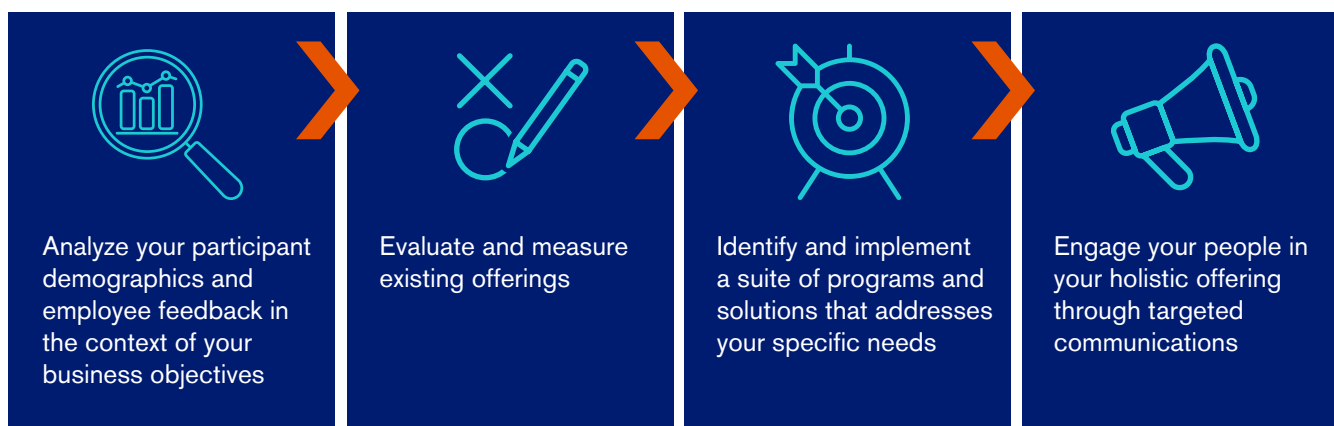 Analyze your participant
demographics and
employee feedback in
the context of your
business objectives
Evaluate and measure
existing offerings
Identify and implement
a suite of programs and
solutions that addresses
your specific needs
Engage your people in
your holistic offering
through targeted
communications